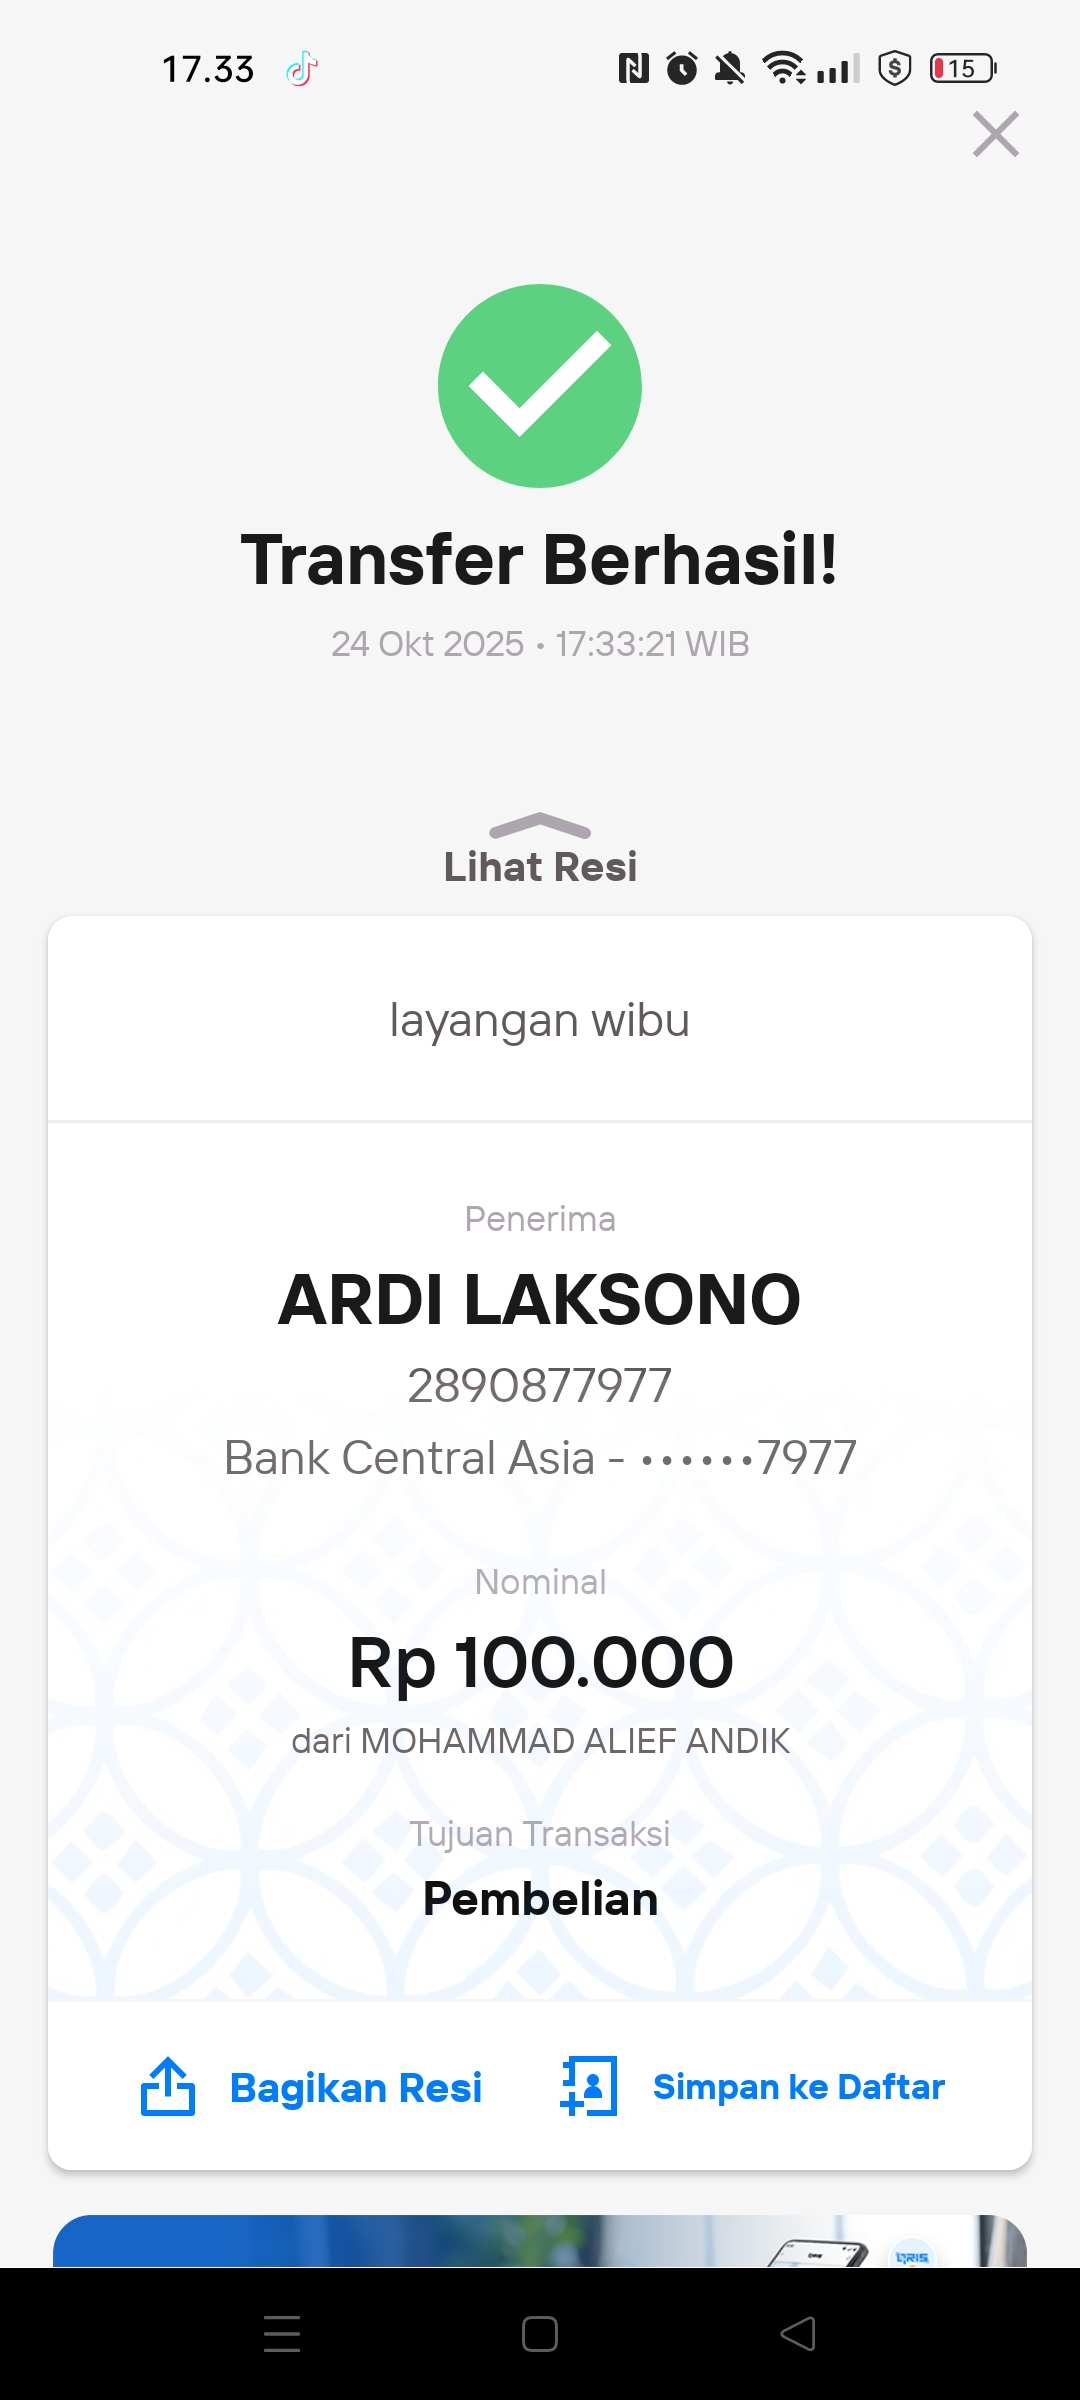 17.33
15
Transfer Berhasil!
24 Okt 2025 • 17:33:21 WIB
Lihat Resi
layangan wibu
Penerima
ARDI LAKSONO
2890877977
Bank Central Asia - ••••••7977
Nominal
Rp 100.000
dari MOHAMMAD ALIEF ANDIK
Tujuan Transaksi
Pembelian
Bagikan Resi
Simpan ke Daftar
QRIS